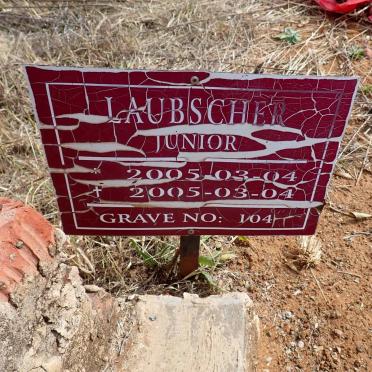 LAUBSCHER
JUNIOR
* 2005-03-04
+ 2005-03-04
GRAVE NO: 104